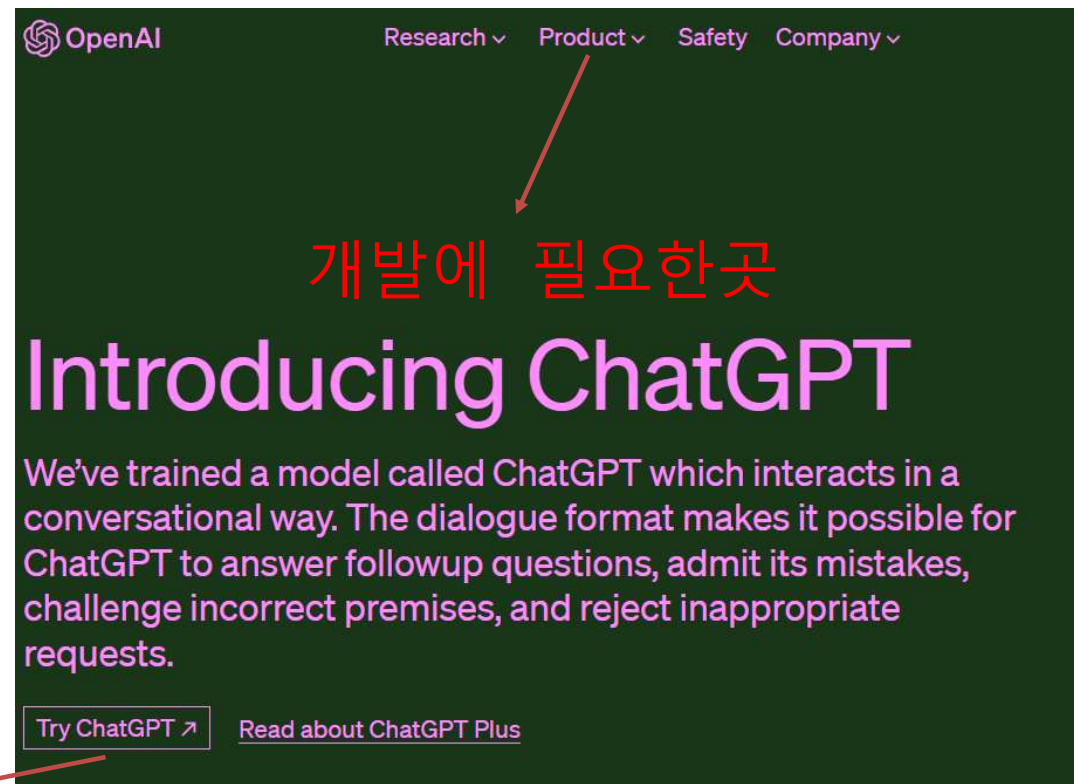 OpenAI
Research Product Safety Company
개발에 필요한곳
Introducing ChatGPT
We’ve trained a model called ChatGPT which interacts in a
conversational way. The dialogue format makes it possible for
ChatGPT to answer followup questions, admit its mistakes,
challenge incorrect premises, and reject inappropriate
requests.
Try ChatGPT ↗ Read about ChatGPT Plus